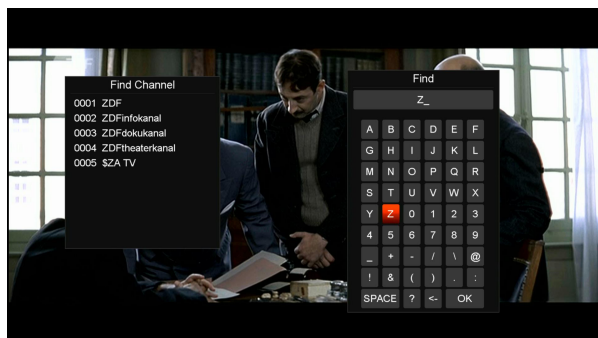 Find Channel
0001 ZDF
0002 ZDFinfokanal
0003 ZDFdokukanal
0004 ZDFtheaterkanal
0005 $ZA TV
Find
Z_
A B C D E F
G H I J K L
M N O P Q R
S T U V W X
Y Z 0 1 2 3
4 5 6 7 8 9
_ + - / \ @
! & ( ) . :
SPACE ? <- OK